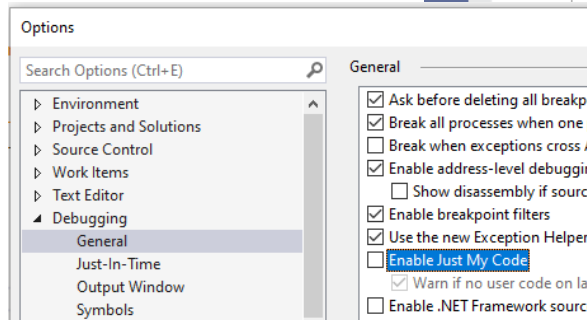 Options
Search Options (Ctrl+E)
Environment
Projects and Solutions
Source Control
Work Items
Text Editor
Debugging
General
Just-In-Time
Output Window
Symbols
General
Ask before deleting all breakp
Break all processes when one
Break when exceptions cross
Enable address-level debuggi
Show disassembly if sourc
Enable breakpoint filters
Use the new Exception Helper
Enable Just My Code
Warn if no user code on la
Enable .NET Framework sourc